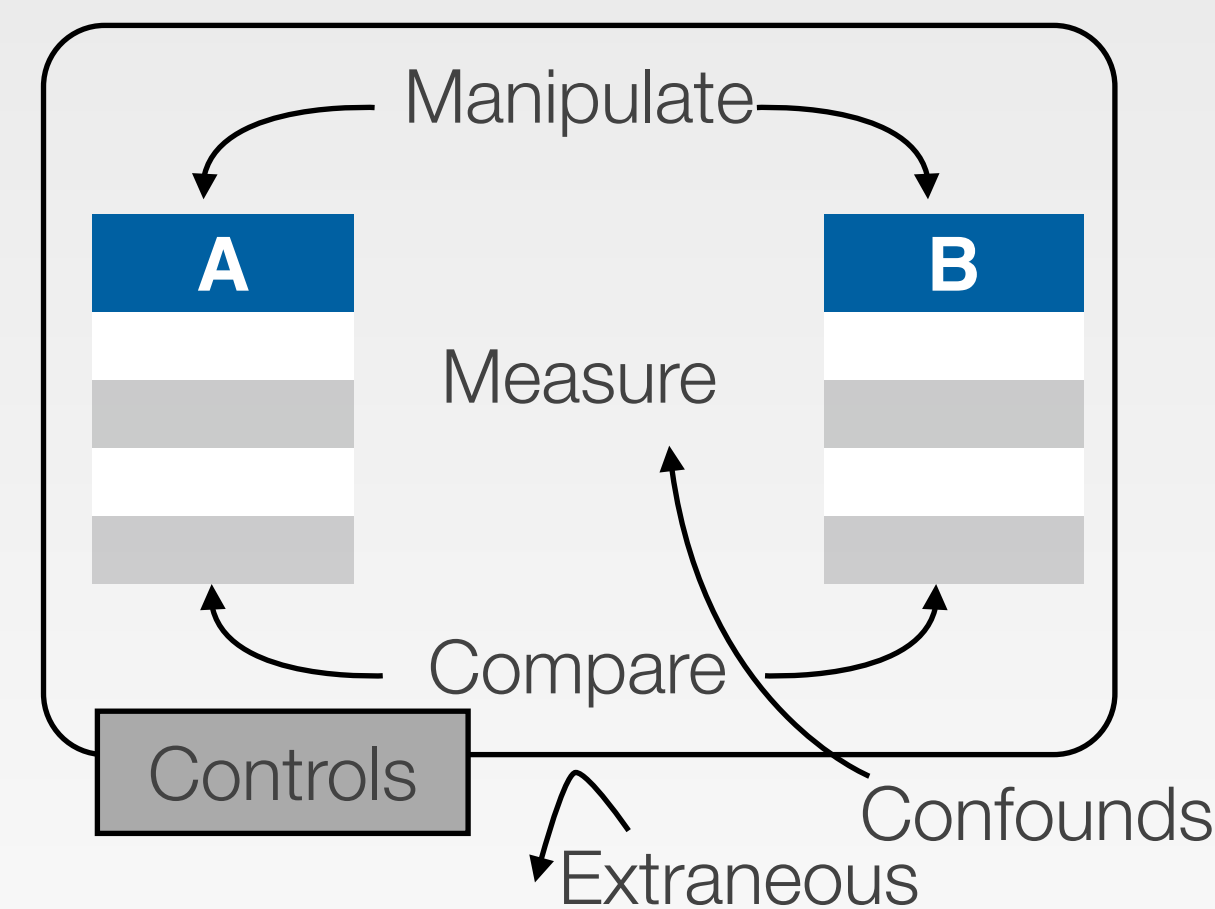 Manipulate
A
B
Measure
Compare
Controls
Confounds
Extraneous